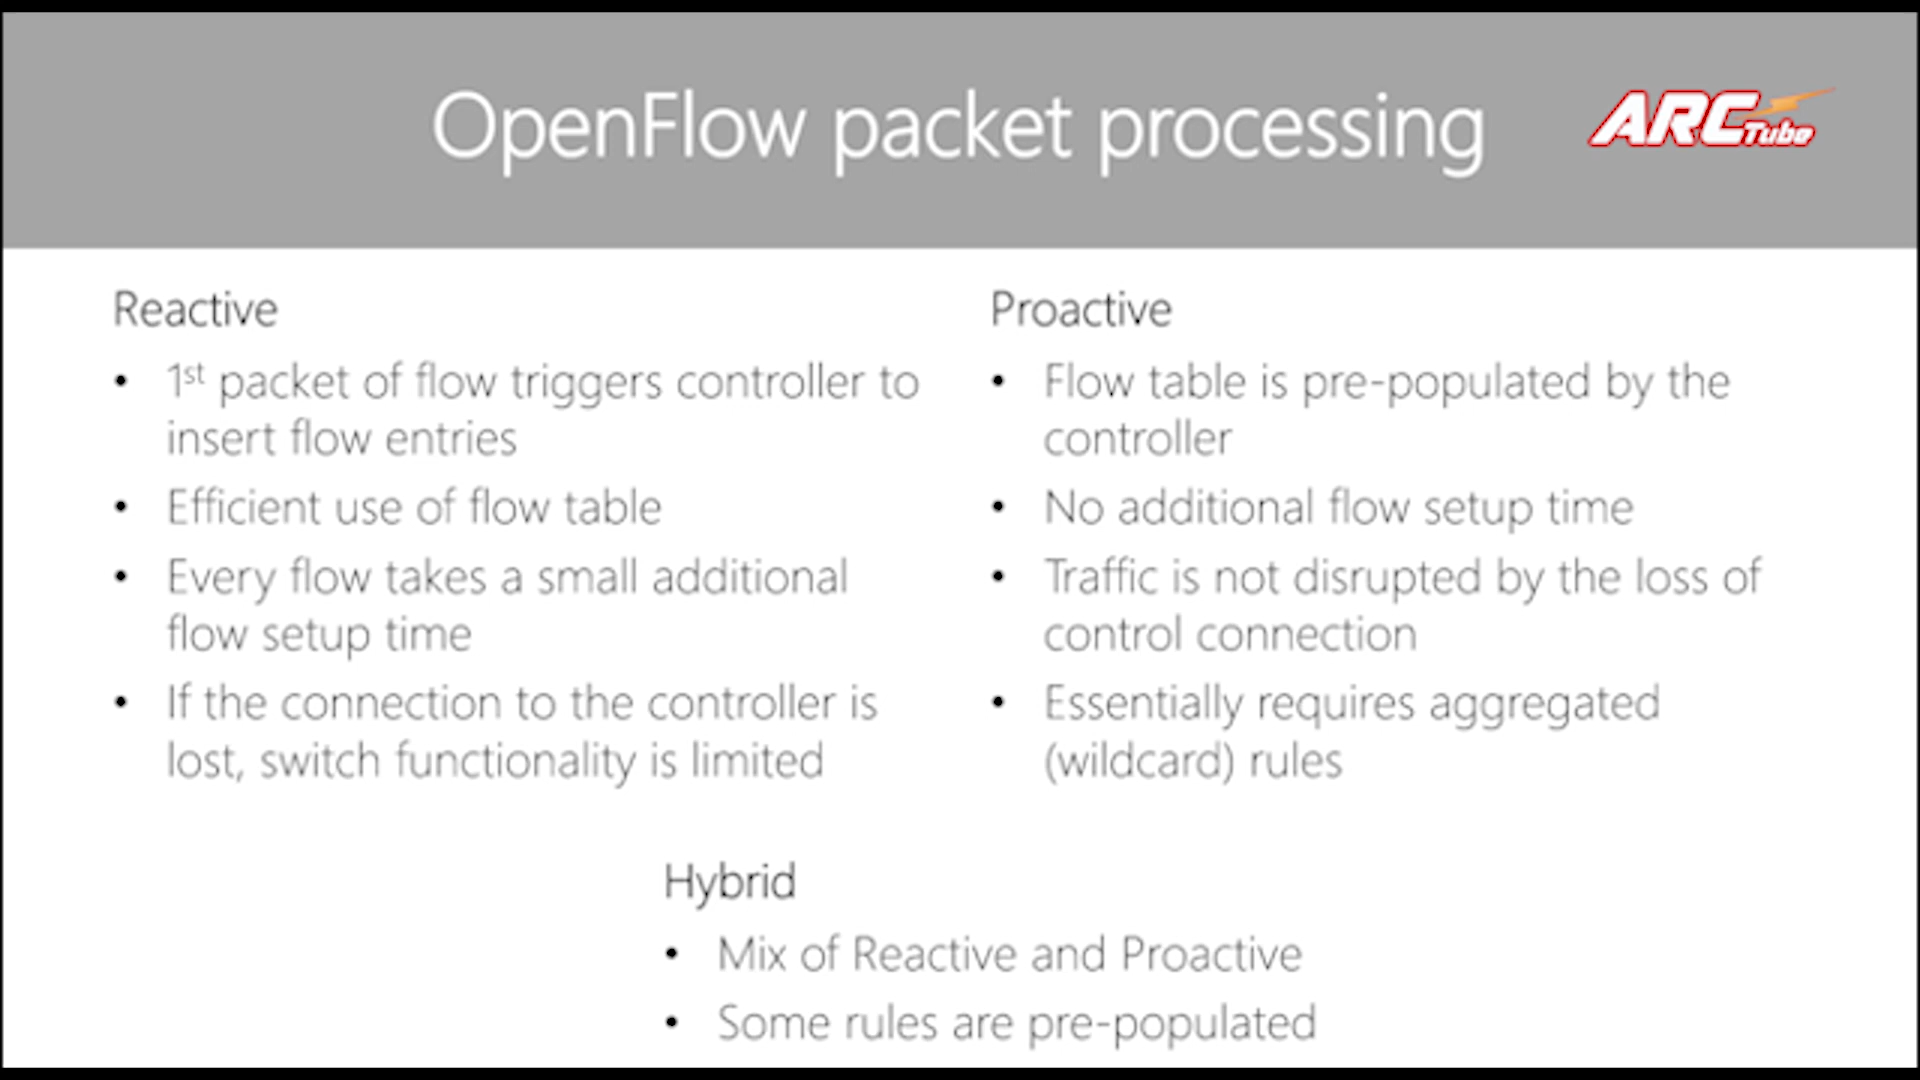 OpenFlow packet processing
ARC Tube
Reactive
• 1st packet of flow triggers controller to
insert flow entries
• Efficient use of flow table
• Every flow takes a small additional
flow setup time
• If the connection to the controller is
lost, switch functionality is limited
Proactive
• Flow table is pre-populated by the
controller
• No additional flow setup time
• Traffic is not disrupted by the loss of
control connection
• Essentially requires aggregated
(wildcard) rules
Hybrid
• Mix of Reactive and Proactive
• Some rules are pre-populated